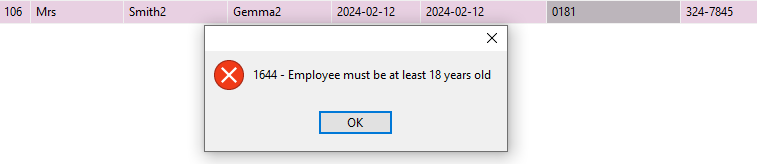 106 Mrs Smith2 Gemma2 2024-02-12 2024-02-12 0181 324-7845
1644 - Employee must be at least 18 years old
OK